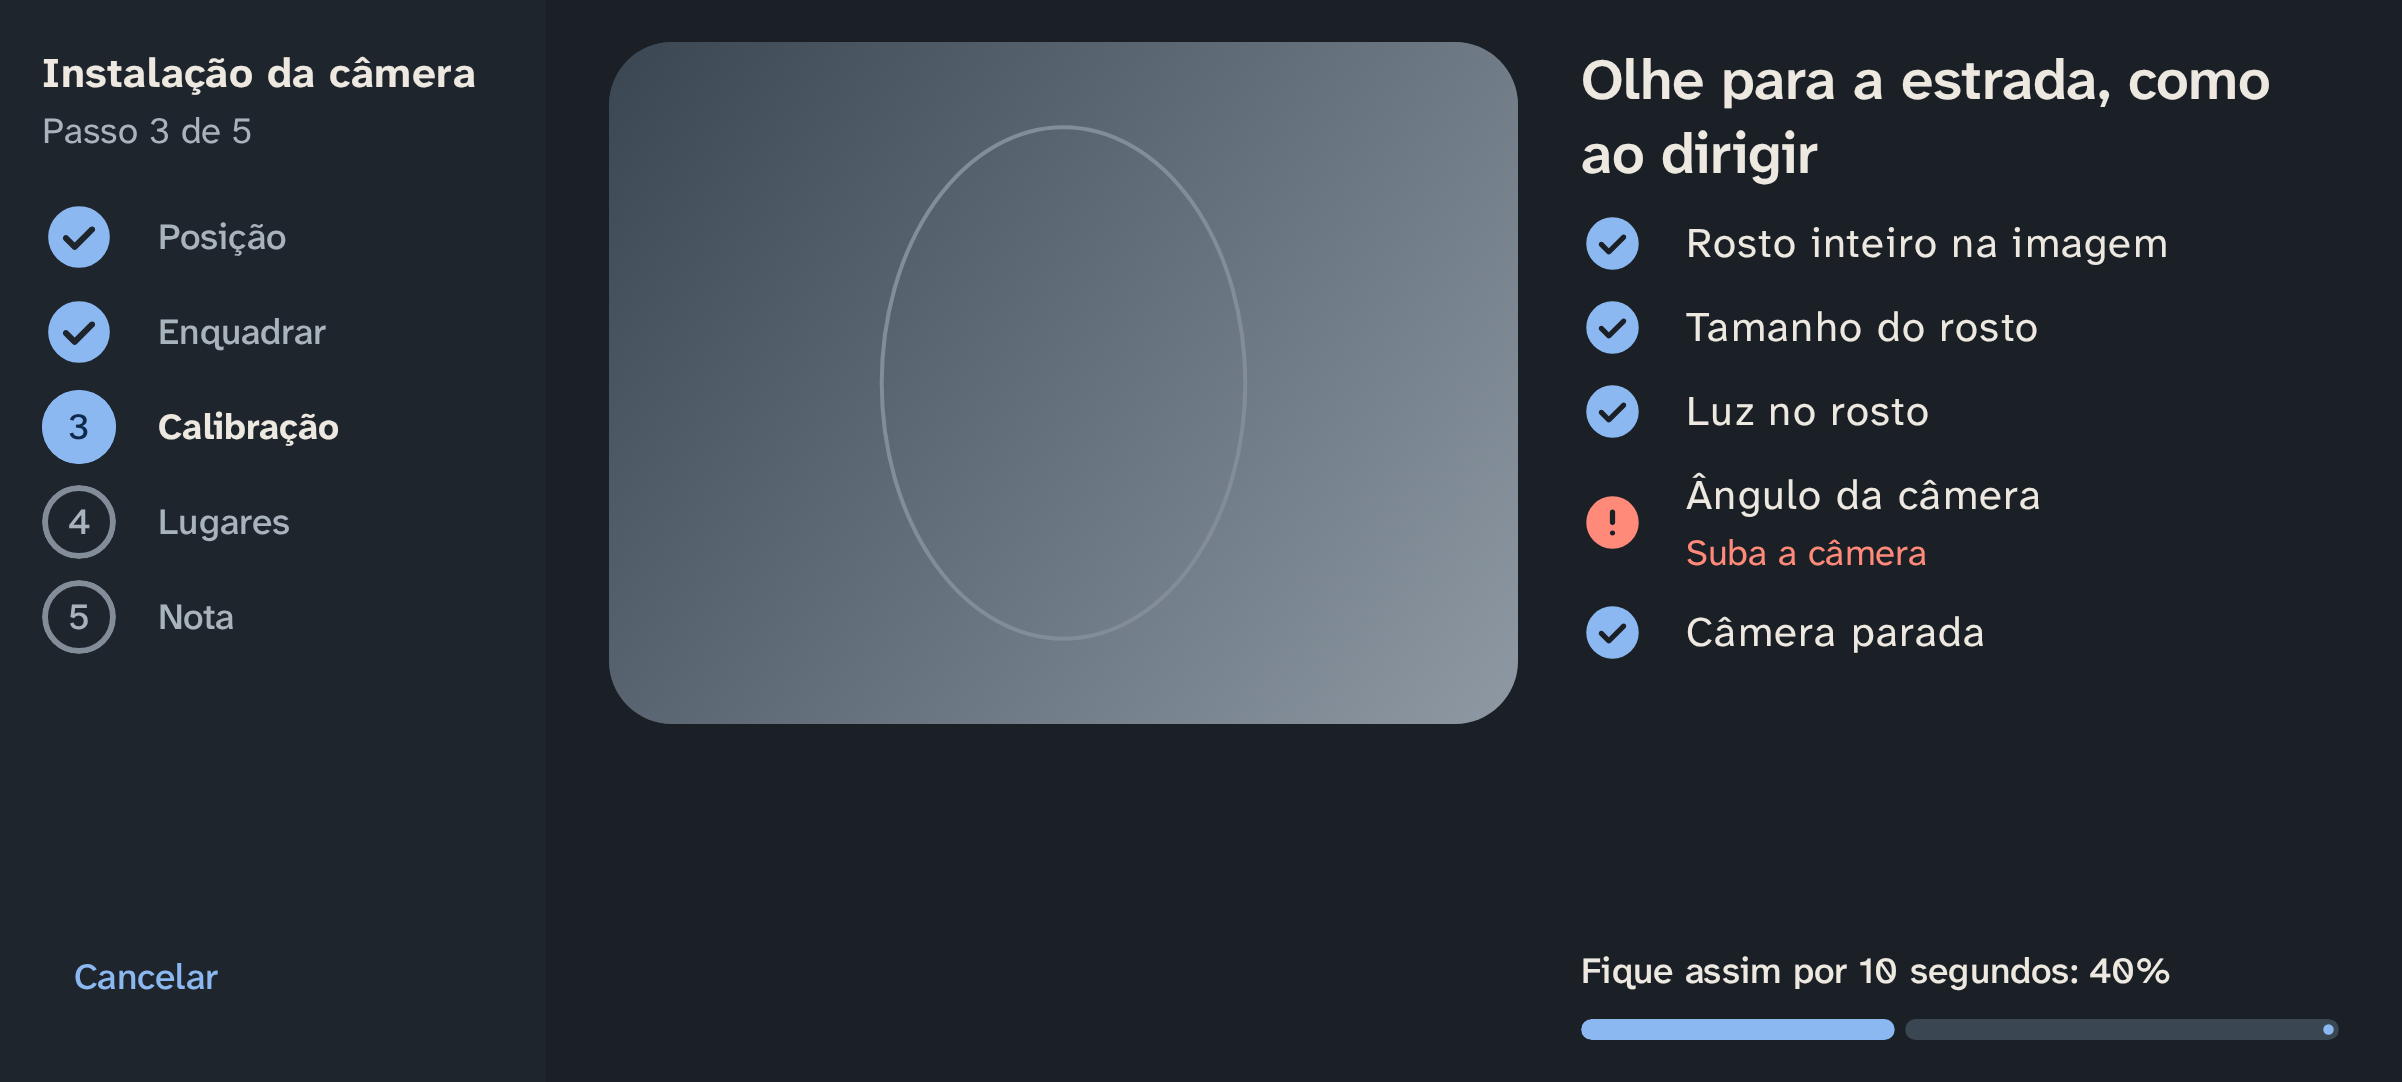 Instalação da câmera
Passo 3 de 5
Posição
Enquadrar
3 Calibração
4 Lugares
5 Nota
Cancelar
Olhe para a estrada, como
ao dirigir
Rosto inteiro na imagem
Tamanho do rosto
Luz no rosto
Ângulo da câmera
Suba a câmera
Câmera parada
Fique assim por 10 segundos: 40%